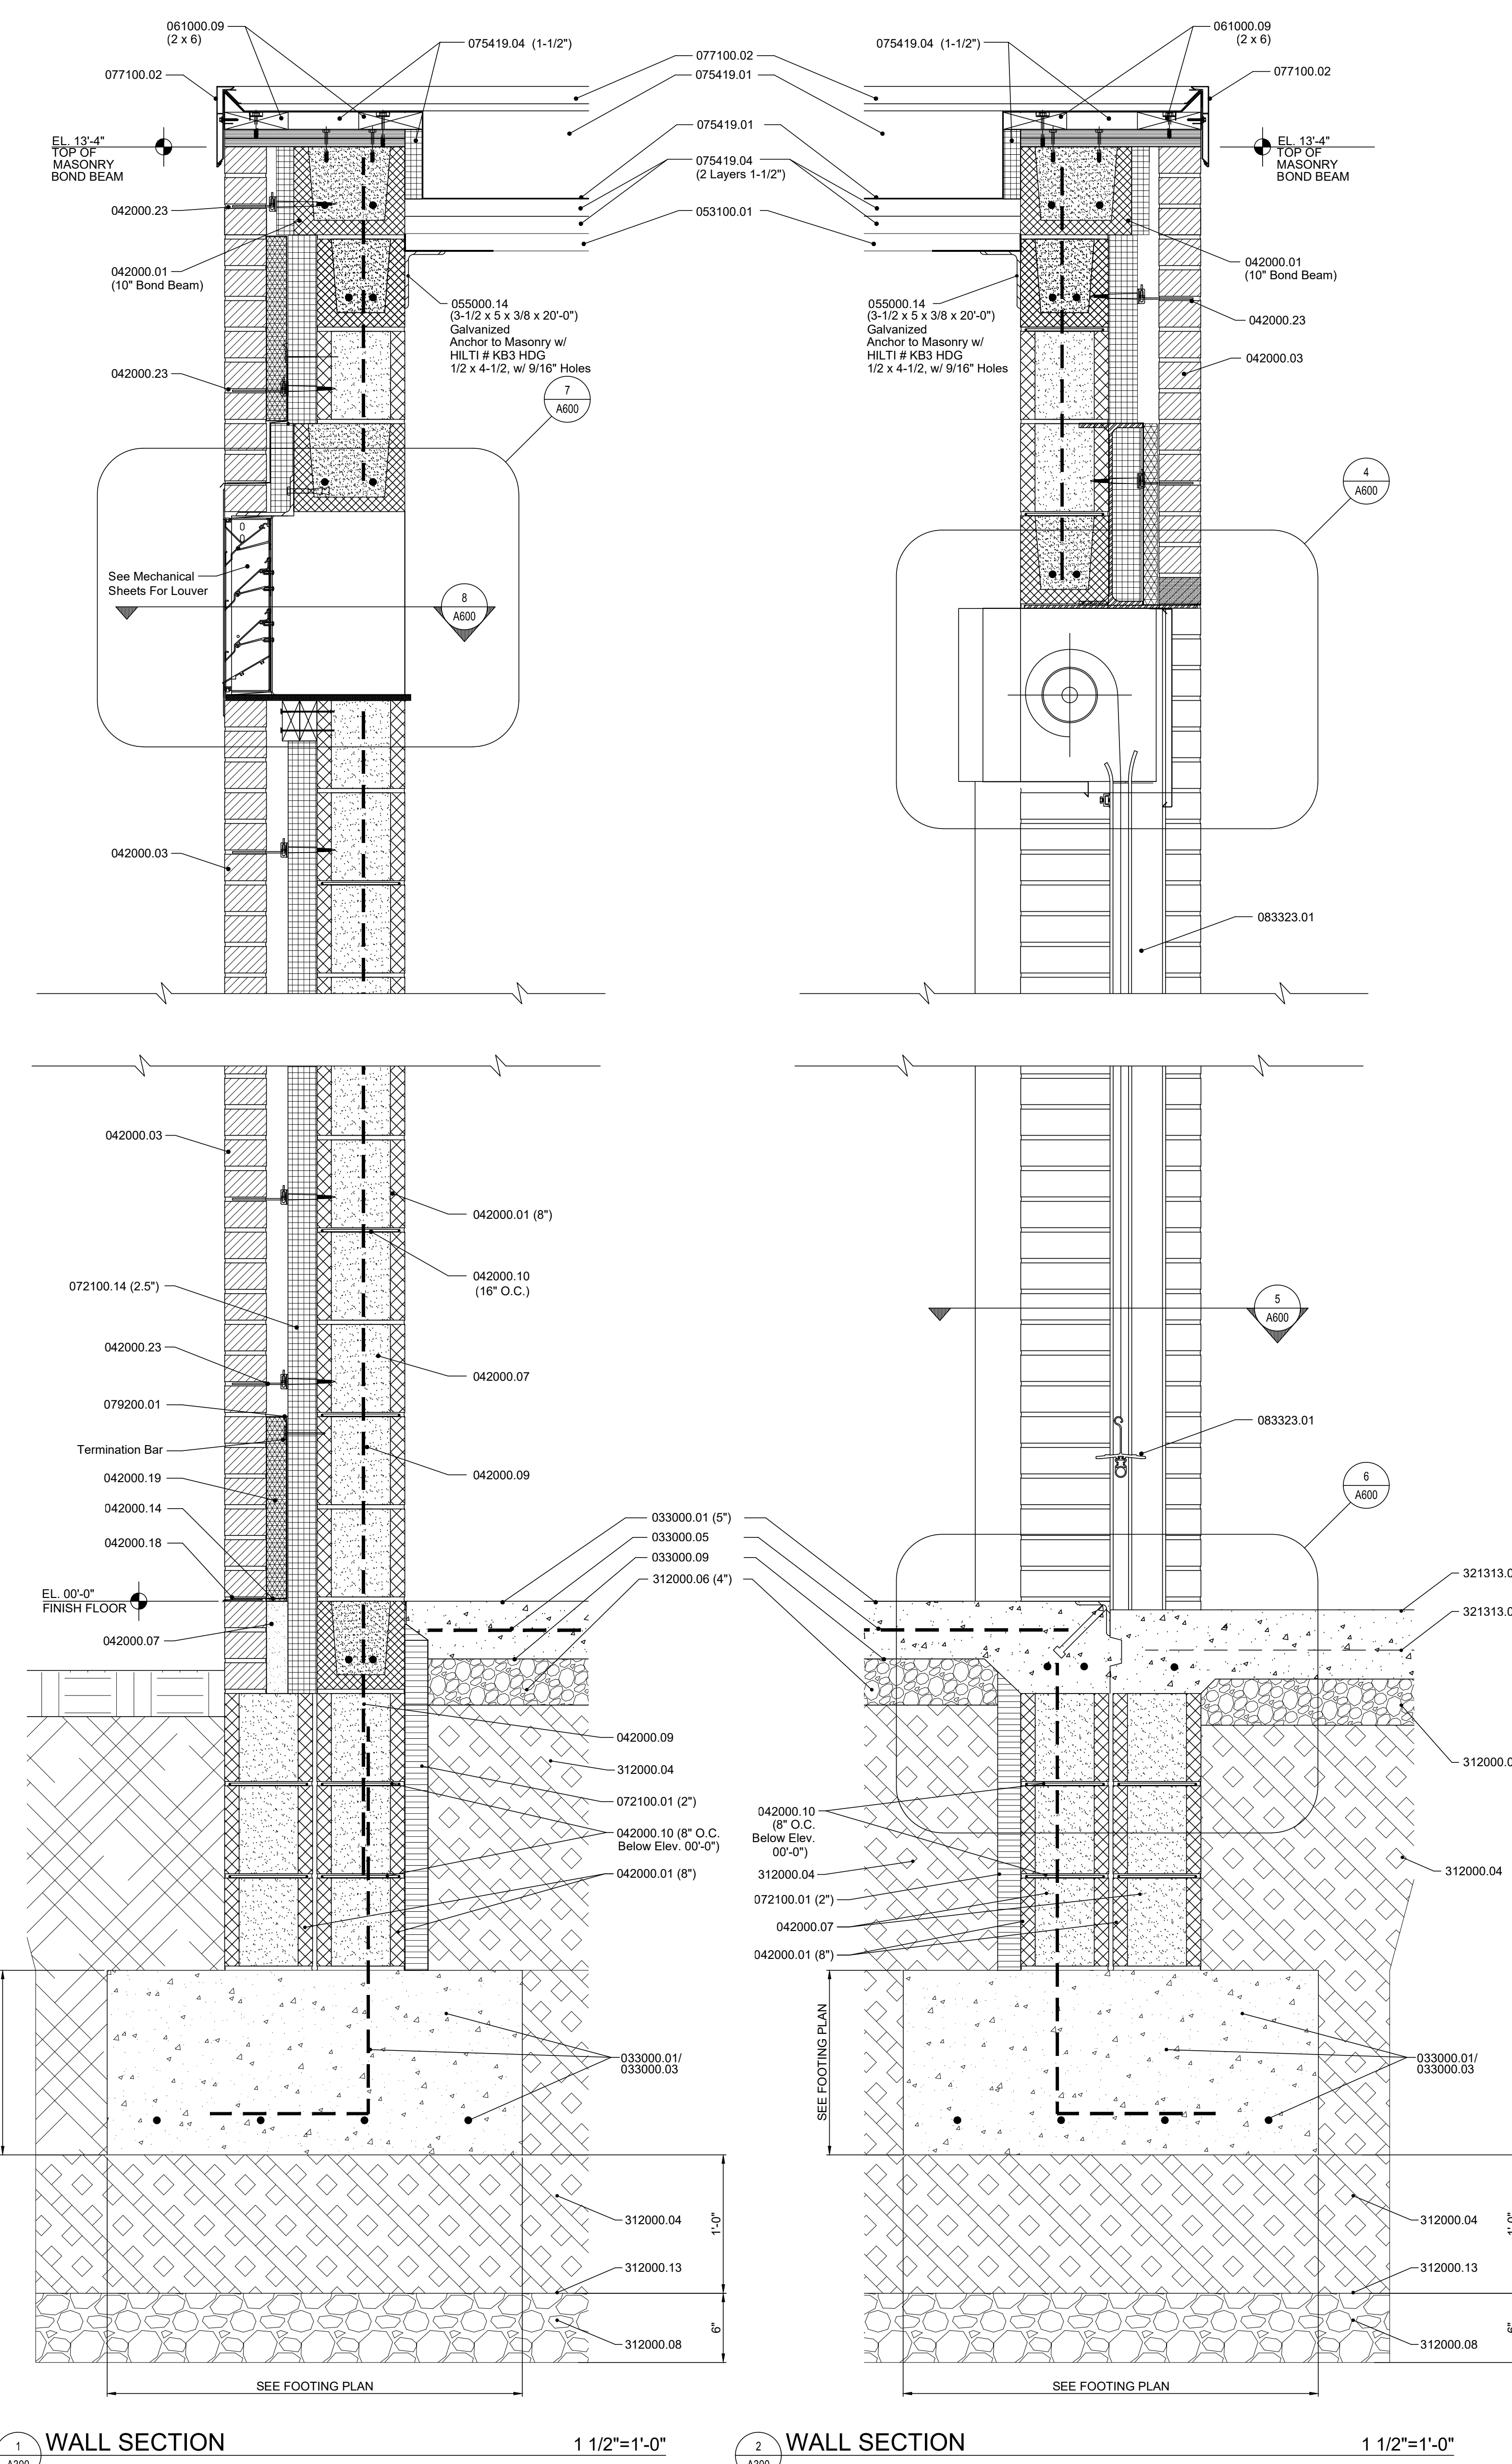 061000.09
(2 x 6)
075419.04 (1-1/2")
077100.02
077100.02
075419.01
075419.04 (1-1/2")
061000.09
(2 x 6)
077100.02
EL. 13'-4"
TOP OF
MASONRY
BOND BEAM
075419.01
075419.04
(2 Layers 1-1/2")
053100.01
EL. 13'-4"
TOP OF
MASONRY
BOND BEAM
042000.23
042000.01
(10" Bond Beam)
042000.01
(10" Bond Beam)
055000.14
(3-1/2 x 5 x 3/8 x 20'-0")
Galvanized
Anchor to Masonry w/
HILTI # KB3 HDG
1/2 x 4-1/2, w/ 9/16" Holes
055000.14
(3-1/2 x 5 x 3/8 x 20'-0")
Galvanized
Anchor to Masonry w/
HILTI # KB3 HDG
1/2 x 4-1/2, w/ 9/16" Holes
042000.23
042000.03
042000.23
7
A600
4
A600
0
0
See Mechanical
Sheets For Louver
8
A600
042000.03
083323.01
042000.03
042000.01 (8")
042000.10
(16" O.C.)
072100.14 (2.5")
042000.23
042000.07
079200.01
Termination Bar
042000.19
042000.09
042000.14
042000.18
EL. 00'-0"
FINISH FLOOR
042000.07
5
A600
083323.01
6
A600
033000.01 (5")
033000.05
033000.09
312000.06 (4")
042000.09
312000.04
072100.01 (2")
042000.10 (8" O.C.
Below Elev. 00'-0")
042000.01 (8")
042000.10
(8" O.C.
Below Elev.
00'-0")
312000.04
072100.01 (2")
042000.07
042000.01 (8")
312000.04
033000.01/
033000.03
SEE FOOTING PLAN
033000.01/
033000.03
312000.04
1'-0"
312000.13
6"
312000.08
SEE FOOTING PLAN
312000.04
1'-0"
312000.13
6"
312000.08
SEE FOOTING PLAN
1
WALL SECTION
1 1/2"=1'-0"
2
WALL SECTION
1 1/2"=1'-0"